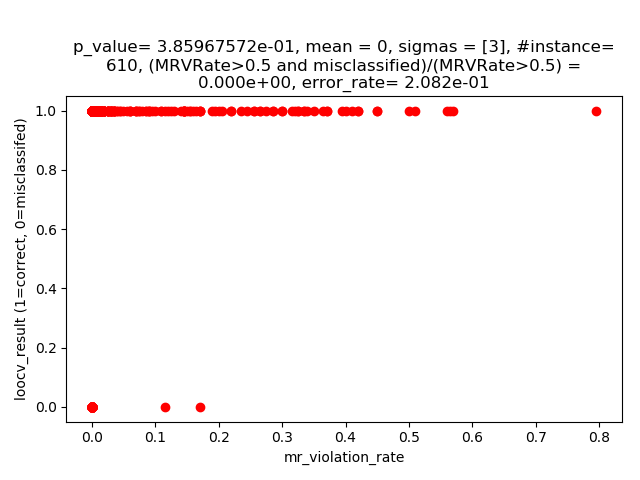 p_value= 3.85967572e-01, mean = 0, sigmas = [3], #instance=
610, (MRVRate>0.5 and misclassified)/(MRVRate>0.5) =
0.000e+00, error_rate= 2.082e-01
loocv_result (1=correct, 0=misclassifed)
1.0
0.8
0.6
0.4
0.2
0.0
0.0 0.1 0.2 0.3 0.4 0.5 0.6 0.7 0.8
mr_violation_rate